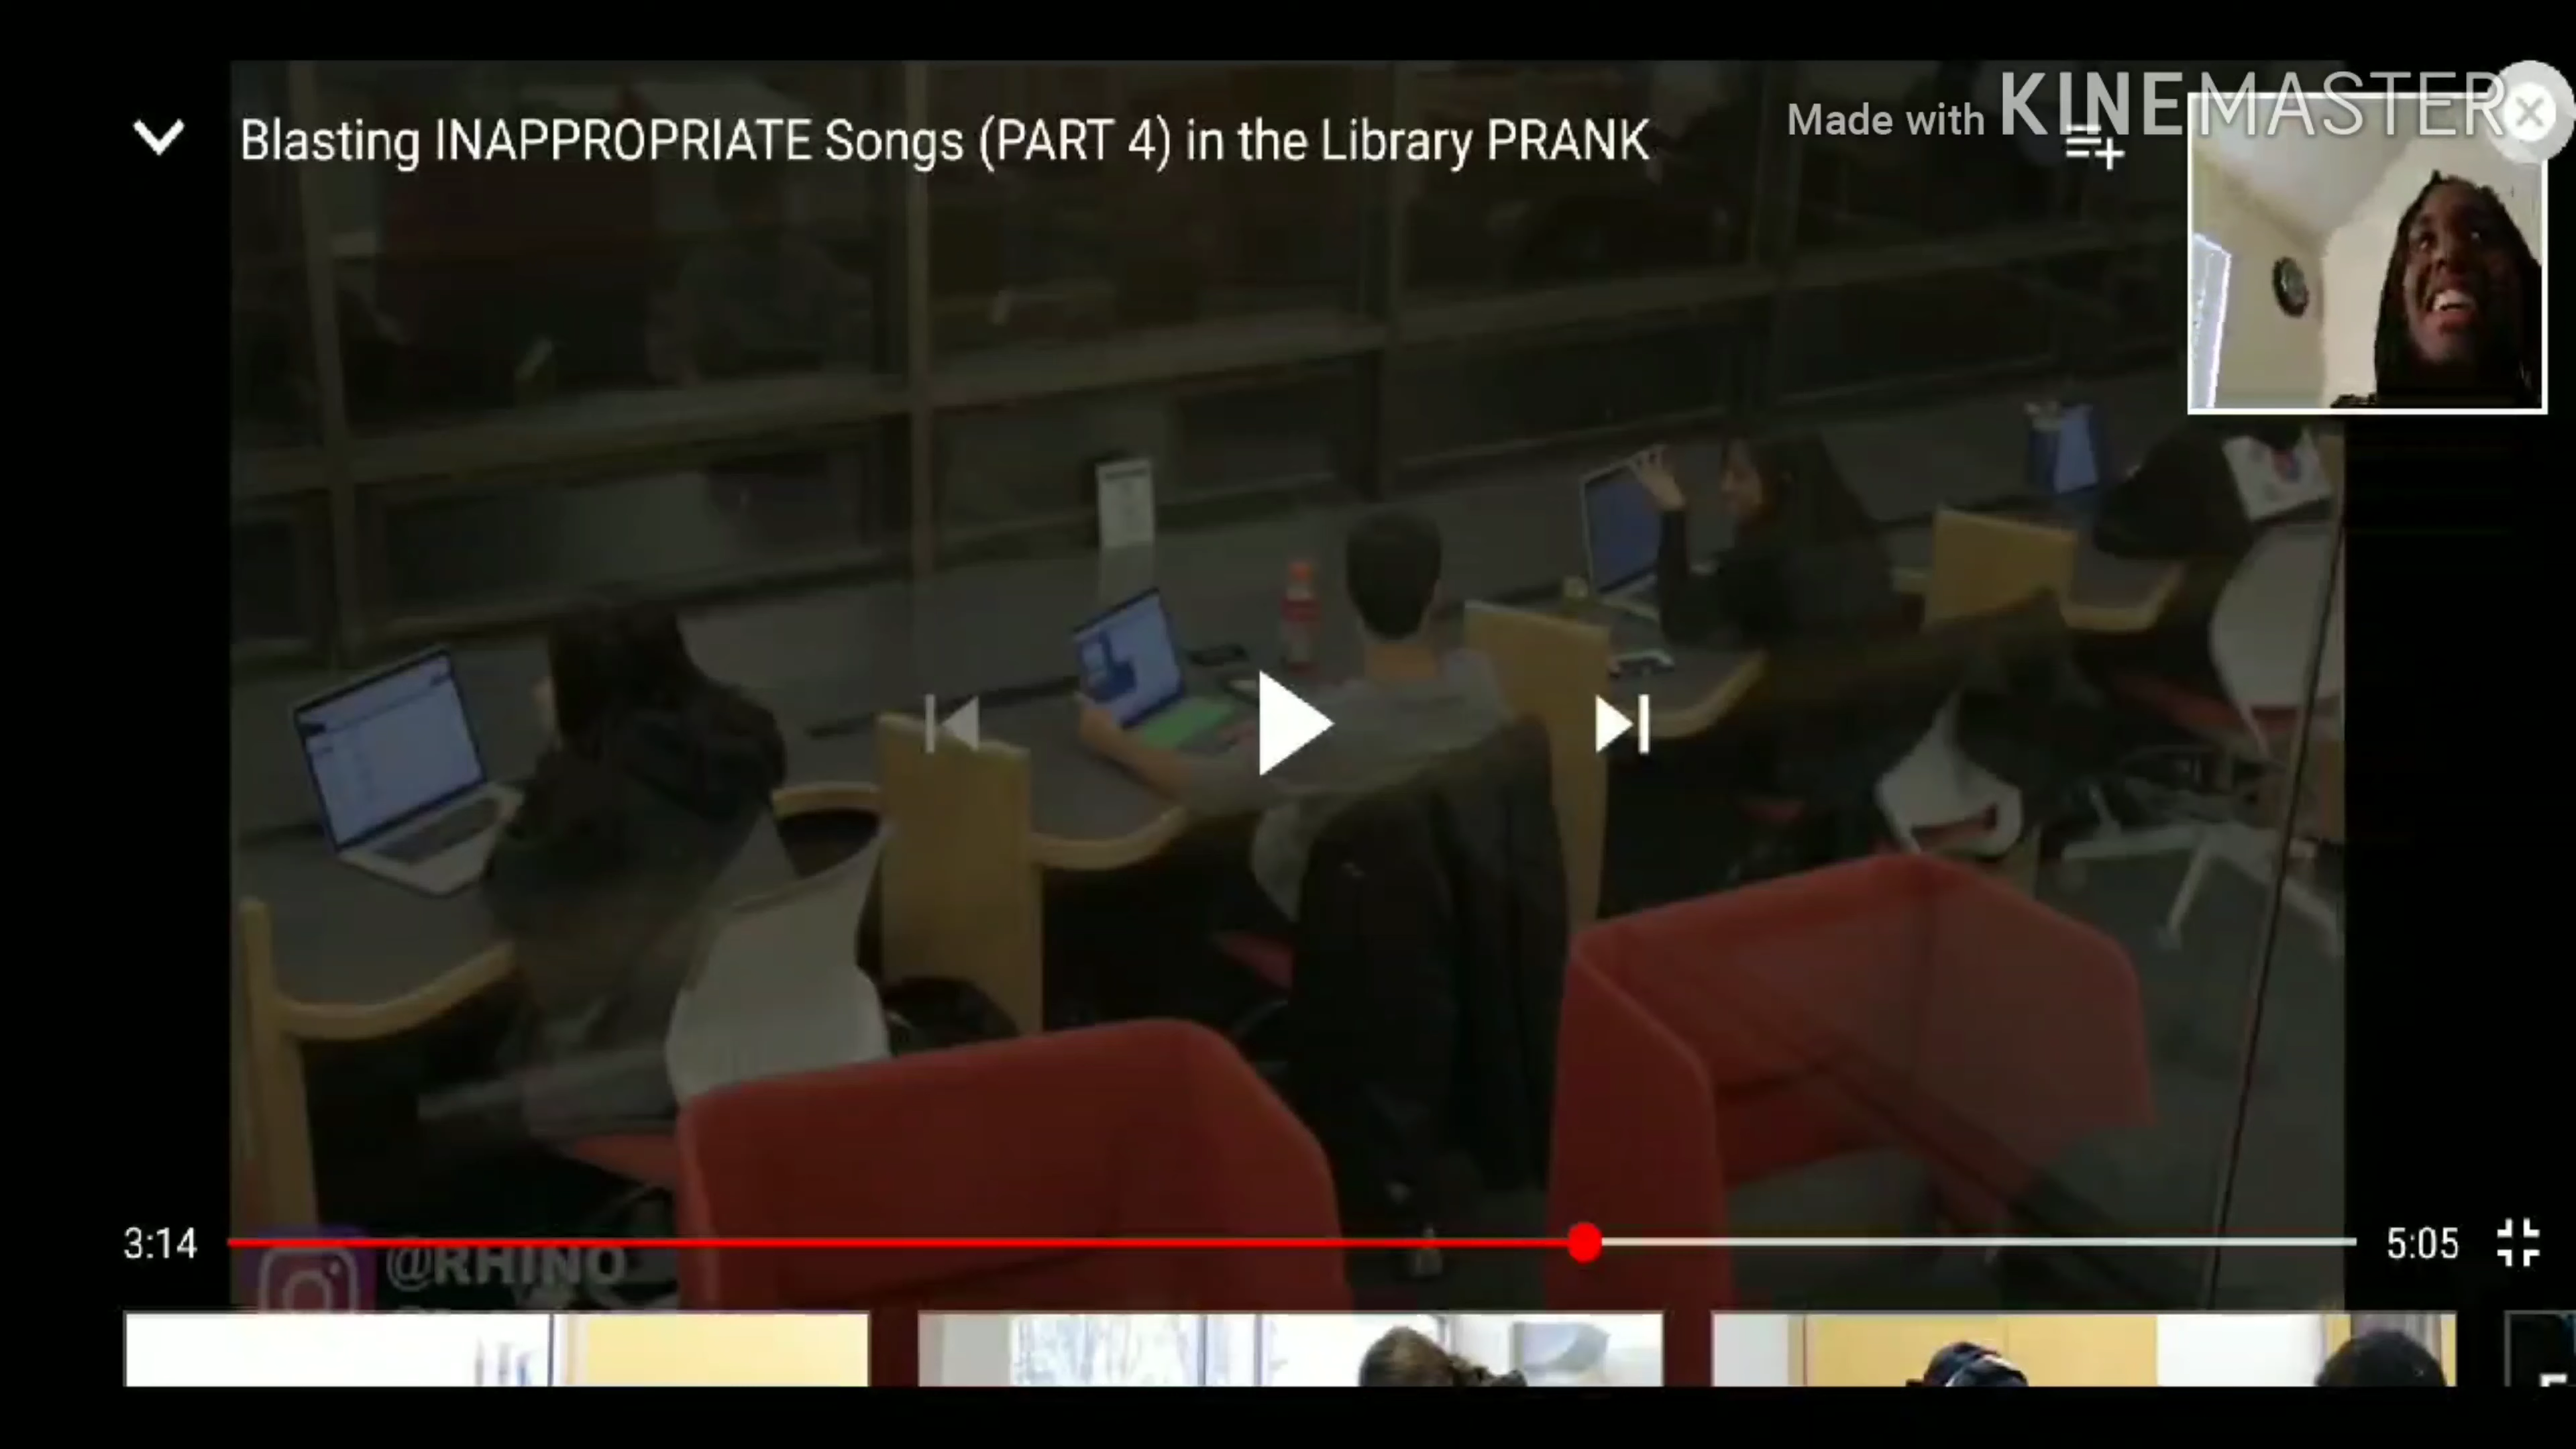 Blasting INAPPROPRIATE Songs (PART 4) in the Library PRANK
Made with KINEMASTER
3:14
5:05
@RHINO